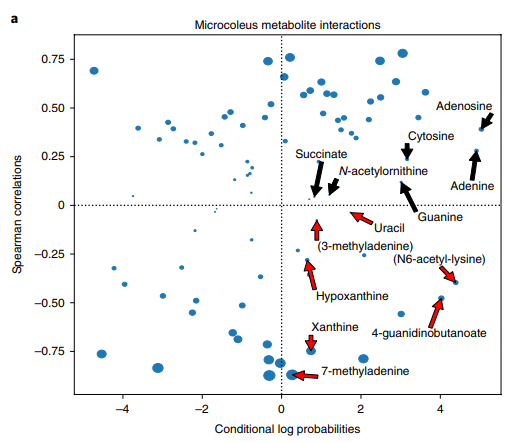 a
Microcoleus metabolite interactions
0.75
0.50
0.25
0
−0.25
−0.50
−0.75
Spearman correlations
Adenosine
Cytosine
Succinate
N-acetylornithine
Adenine
Guanine
Uracil
(3-methyladenine)
(N6-acetyl-lysine)
Hypoxanthine
Xanthine
4-guanidinobutanoate
7-methyladenine
−4
−2
0
2
4
Conditional log probabilities